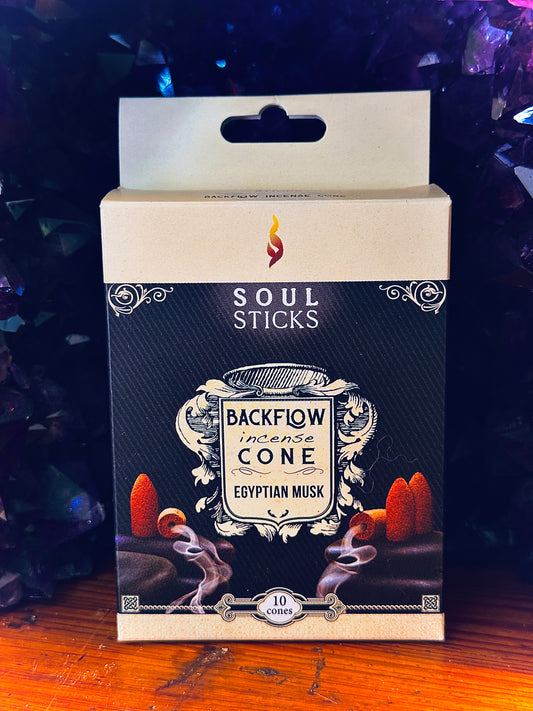 BACKFLOW INCENSE CONE
SOUL
STICKS
BACKFLOW
incense
CONE
EGYPTIAN MUSK
10
cones